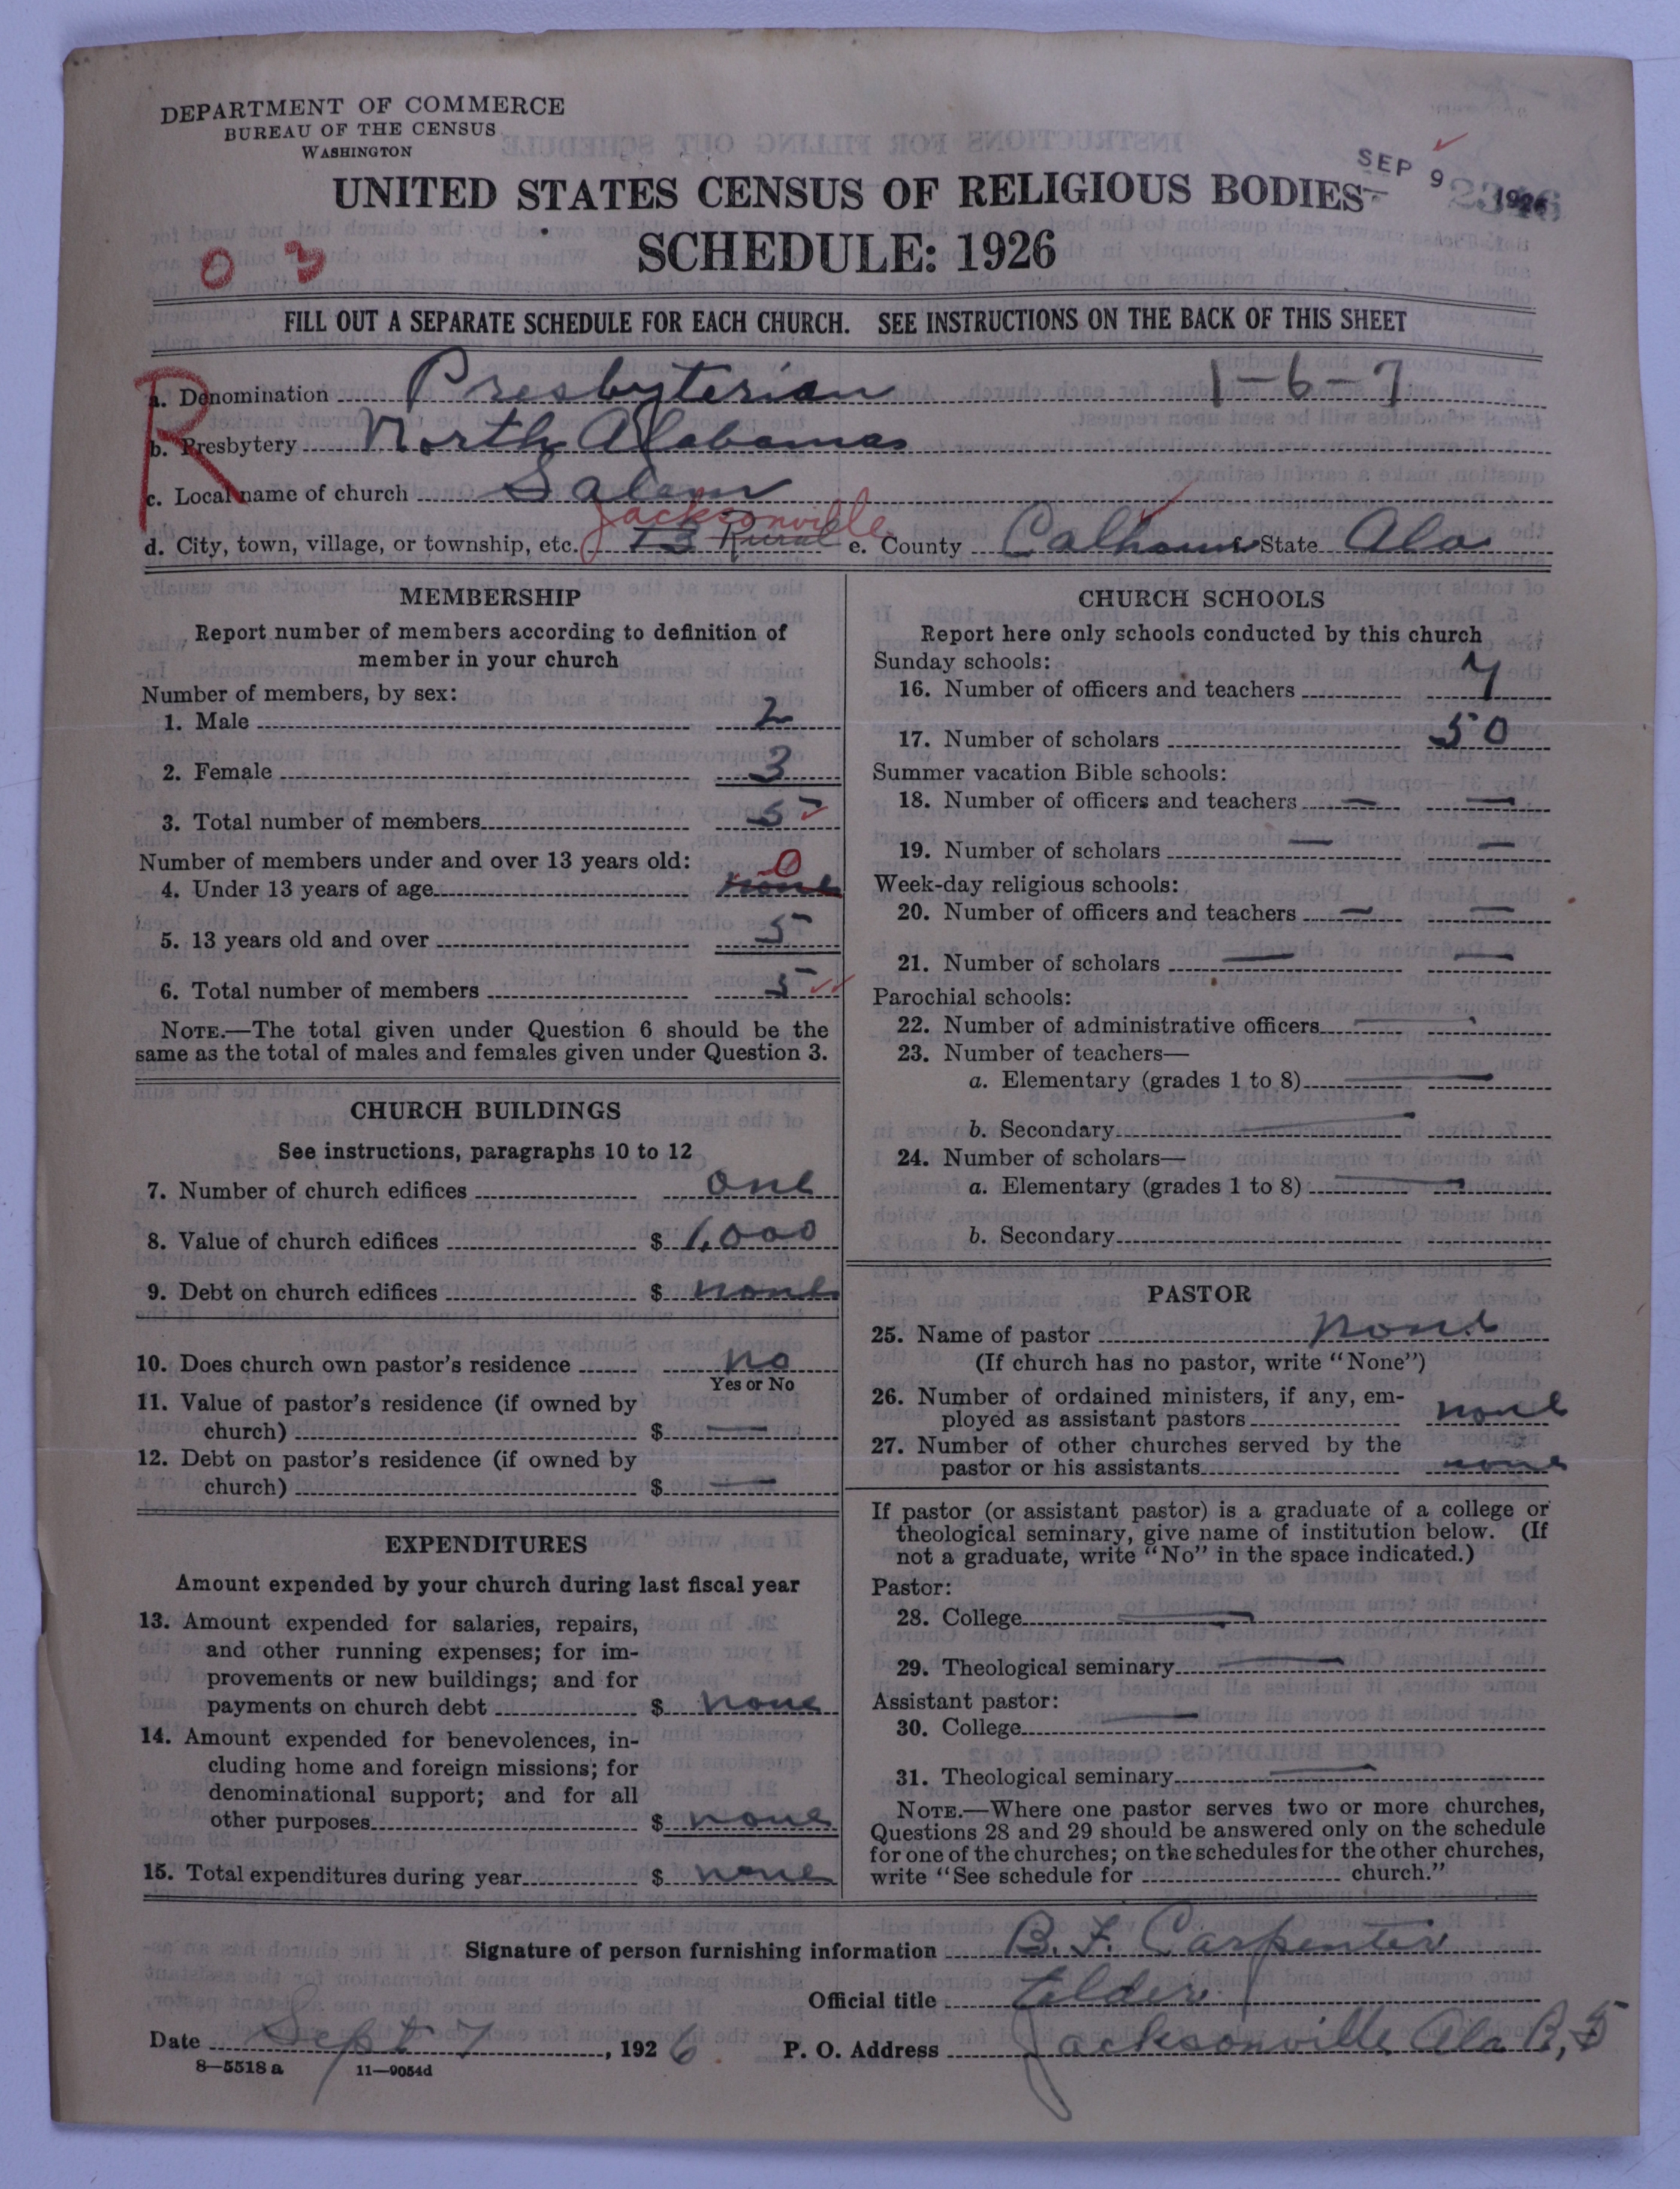 DEPARTMENT OF COMMERCE
BUREAU OF THE CENSUS
WASHINGTON
SEP 9 1926
UNITED STATES CENSUS OF RELIGIOUS BODIES
SCHEDULE: 1926
0 3
FILL OUT A SEPARATE SCHEDULE FOR EACH CHURCH. SEE INSTRUCTIONS ON THE BACK OF THIS SHEET
R
a. Denomination Presbyterian 1-6-7
b. Presbytery North Alabama
c. Local name of church Salem
Jacksonville
d. City, town, village, or township, etc. Rural e. County Calhoun State Ala
MEMBERSHIP
Report number of members according to definition of
member in your church
Number of members, by sex:
1. Male 2
2. Female 3
3. Total number of members 5
Number of members under and over 13 years old:
4. Under 13 years of age none 0
5. 13 years old and over 5
6. Total number of members 5
NOTE.—The total given under Question 6 should be the
same as the total of males and females given under Question 3.
CHURCH BUILDINGS
See instructions, paragraphs 10 to 12
7. Number of church edifices one
8. Value of church edifices $ 1,000
9. Debt on church edifices $ none
10. Does church own pastor's residence no
Yes or No
11. Value of pastor's residence (if owned by
church) $ —
12. Debt on pastor's residence (if owned by
church) $ —
EXPENDITURES
Amount expended by your church during last fiscal year
13. Amount expended for salaries, repairs,
and other running expenses; for im-
provements or new buildings; and for
payments on church debt $ none
14. Amount expended for benevolences, in-
cluding home and foreign missions; for
denominational support; and for all
other purposes $ none
15. Total expenditures during year $ none
CHURCH SCHOOLS
Report here only schools conducted by this church
Sunday schools:
16. Number of officers and teachers 7
17. Number of scholars 50
Summer vacation Bible schools:
18. Number of officers and teachers — —
19. Number of scholars — —
Week-day religious schools:
20. Number of officers and teachers — —
21. Number of scholars — —
Parochial schools:
22. Number of administrative officers —
23. Number of teachers—
a. Elementary (grades 1 to 8) — —
b. Secondary —
24. Number of scholars—
a. Elementary (grades 1 to 8) — —
b. Secondary
PASTOR
25. Name of pastor none
(If church has no pastor, write "None")
26. Number of ordained ministers, if any, em-
ployed as assistant pastors none
27. Number of other churches served by the
pastor or his assistants none
If pastor (or assistant pastor) is a graduate of a college or
theological seminary, give name of institution below. (If
not a graduate, write "No" in the space indicated.)
Pastor:
28. College —
29. Theological seminary —
Assistant pastor:
30. College —
31. Theological seminary —
NOTE.—Where one pastor serves two or more churches,
Questions 28 and 29 should be answered only on the schedule
for one of the churches; on the schedules for the other churches,
write "See schedule for church."
Signature of person furnishing information B. F. Carpenter
Official title Elder
Date Sept 7, 1926
P. O. Address Jacksonville Ala R, 5
8—5518 a 11—9054d